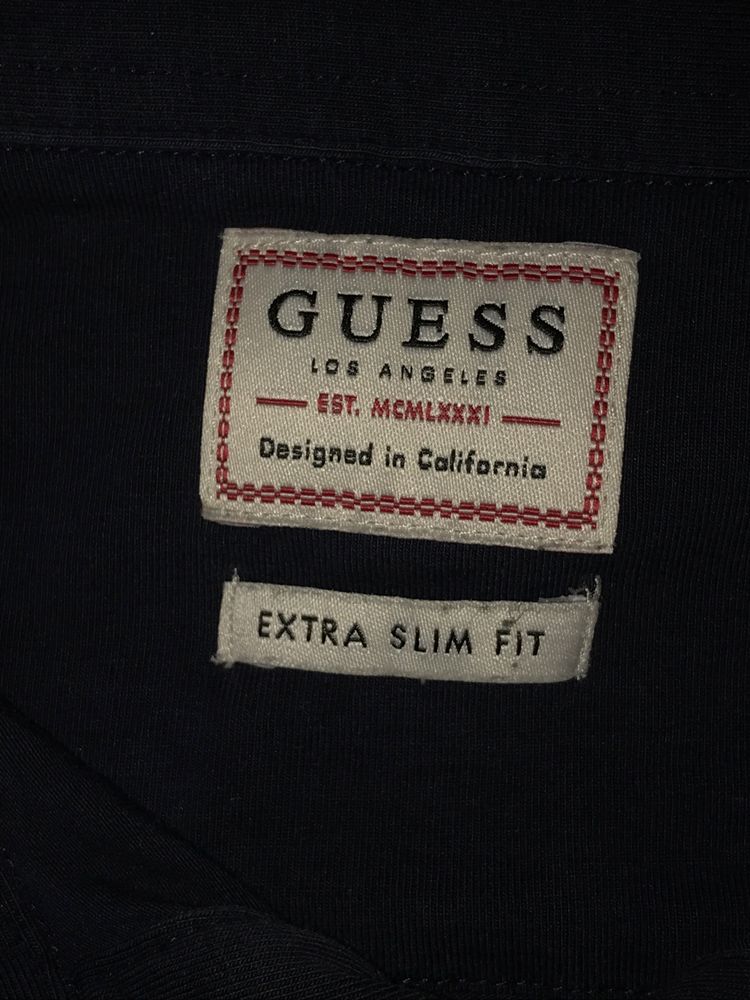 GUESS
LOS ANGELES
EST. MCMLXXXI
Designed in California
EXTRA SLIM FIT